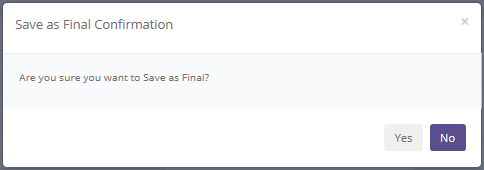 Save as Final Confirmation
×
Are you sure you want to Save as Final?
Yes No